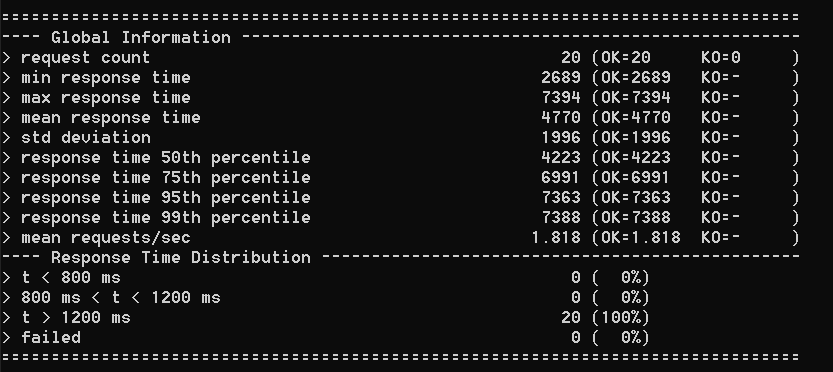 ================================================================================
---- Global Information --------------------------------------------------------
> request count                                         20 (OK=20     KO=0     )
> min response time                                   2689 (OK=2689   KO=-     )
> max response time                                   7394 (OK=7394   KO=-     )
> mean response time                                  4770 (OK=4770   KO=-     )
> std deviation                                       1996 (OK=1996   KO=-     )
> response time 50th percentile                       4223 (OK=4223   KO=-     )
> response time 75th percentile                       6991 (OK=6991   KO=-     )
> response time 95th percentile                       7363 (OK=7363   KO=-     )
> response time 99th percentile                       7388 (OK=7388   KO=-     )
> mean requests/sec                                  1.818 (OK=1.818  KO=-     )
---- Response Time Distribution ------------------------------------------------
> t < 800 ms                                             0 (  0%)
> 800 ms < t < 1200 ms                                   0 (  0%)
> t > 1200 ms                                           20 (100%)
> failed                                                 0 (  0%)
================================================================================